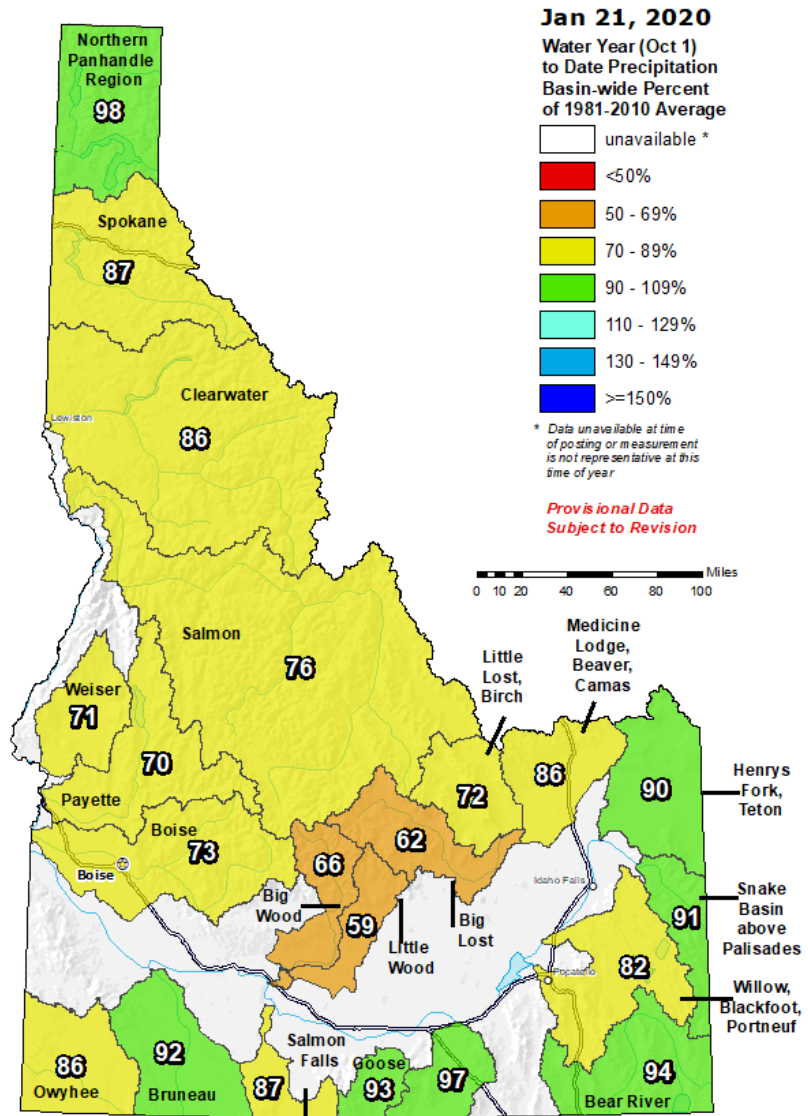 Jan 21, 2020
Water Year (Oct 1)
to Date Precipitation
Basin-wide Percent
of 1981-2010 Average
unavailable *
<50%
50 - 69%
70 - 89%
90 - 109%
110 - 129%
130 - 149%
>=150%
* Data unavailable at time
of posting or measurement
is not representative at this
time of year
Provisional Data
Subject to Revision
Miles
0 10 20 40 60 80 100
Northern
Panhandle
Region
98
Spokane
87
Clearwater
86
Lewiston
Salmon
76
Weiser
71
70
Payette
Boise
73
Boise
Little
Lost,
Birch
72
Medicine
Lodge,
Beaver,
Camas
86
90
Henrys
Fork,
Teton
62
66
59
Big
Wood
Little
Wood
Big
Lost
Idaho Falls
91
Snake
Basin
above
Palisades
82
Pocatello
Willow,
Blackfoot,
Portneuf
86
Owyhee
92
Bruneau
Salmon
Falls
87
Goose
93
97
94
Bear River